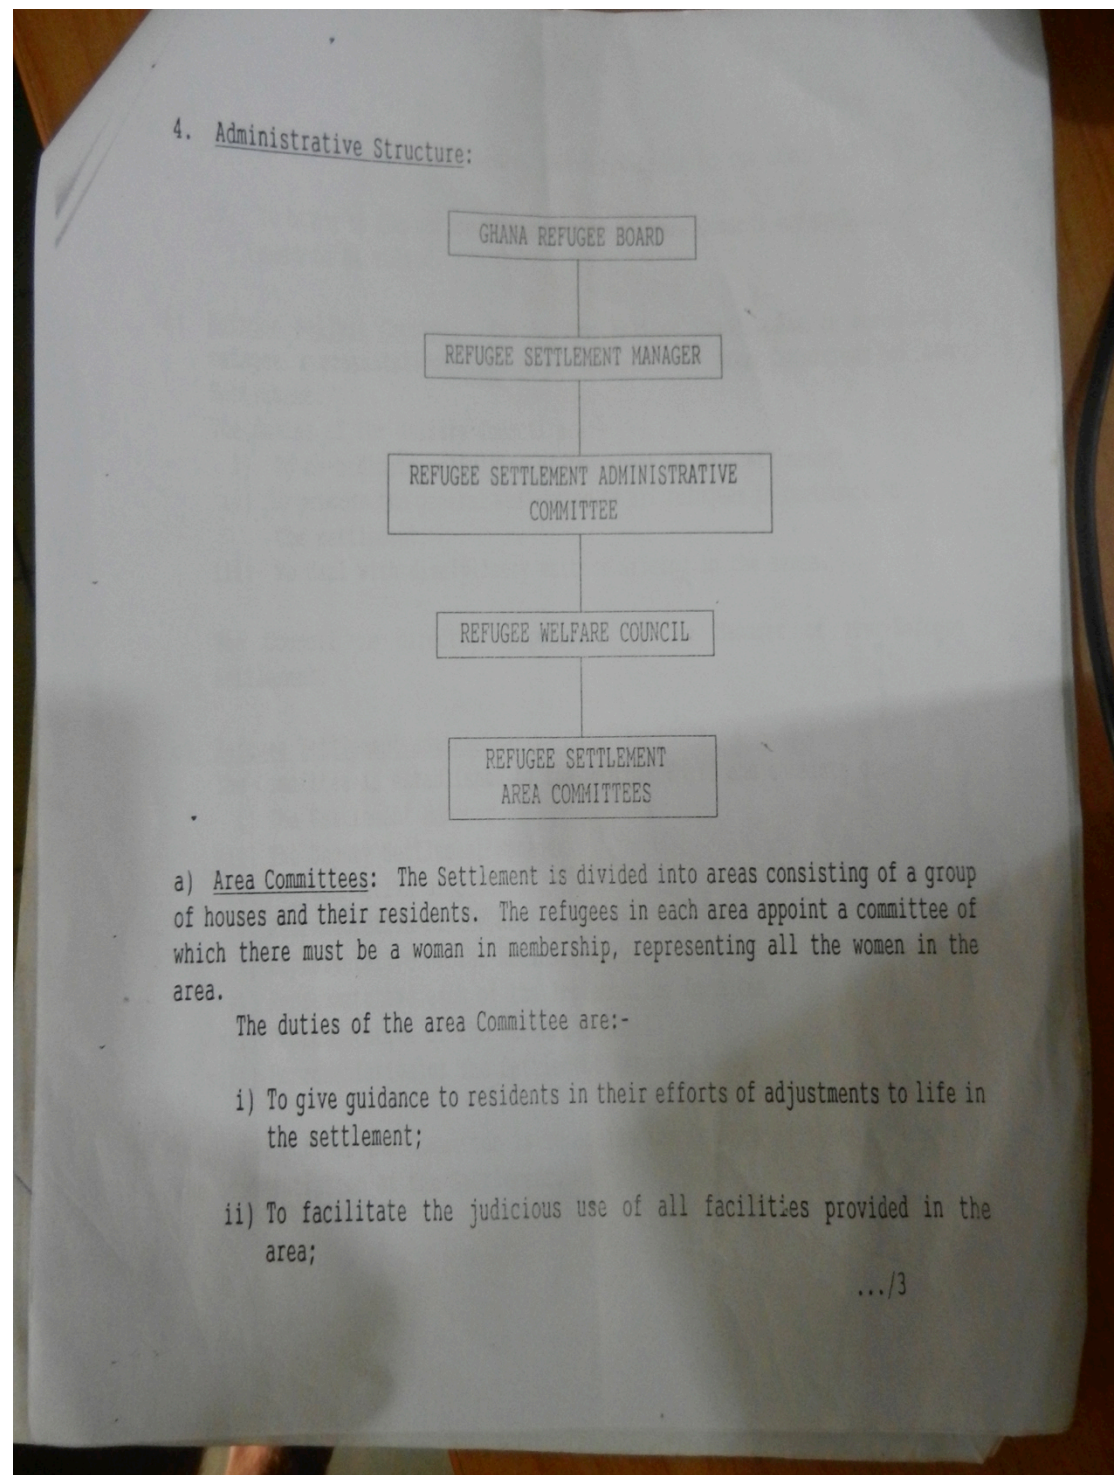 4. Administrative Structure:
GHANA REFUGEE BOARD
REFUGEE SETTLEMENT MANAGER
REFUGEE SETTLEMENT ADMINISTRATIVE
COMMITTEE
REFUGEE WELFARE COUNCIL
REFUGEE SETTLEMENT
AREA COMMITTEES
a) Area Committees: The Settlement is divided into areas consisting of a group
of houses and their residents. The refugees in each area appoint a committee of
which there must be a woman in membership, representing all the women in the
area.
The duties of the area Committee are:-
i) To give guidance to residents in their efforts of adjustments to life in
the settlement;
ii) To facilitate the judicious use of all facilities provided in the
area;
.../3